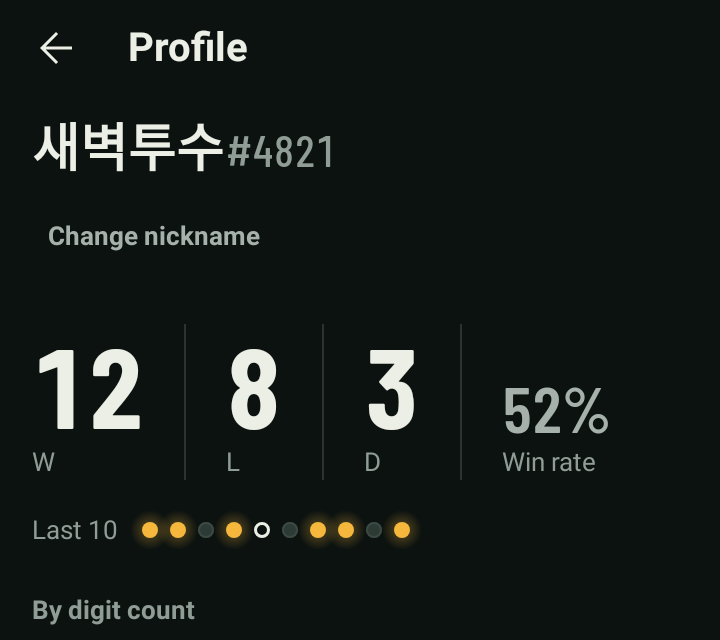 Profile
새벽투수#4821
Change nickname
12 8 3 52%
W L D Win rate
Last 10
By digit count